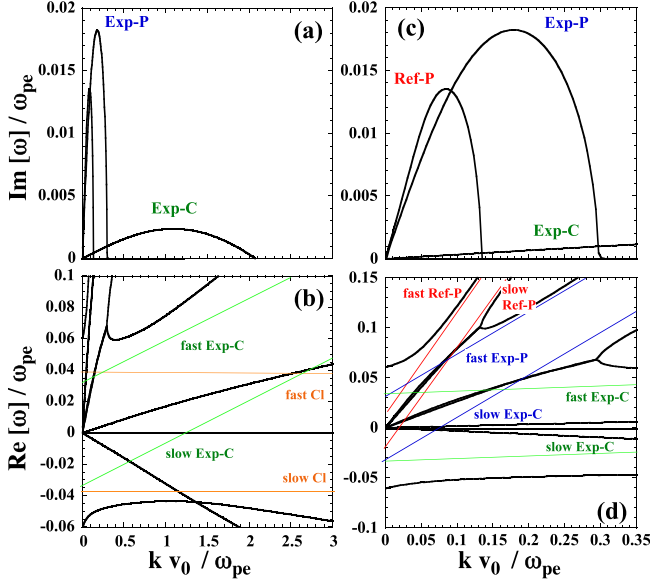 0.02
0.015
0.01
0.005
0
Im [ω] / ωpe
Exp-P
(a)
Exp-C
0.02
0.015
0.01
0.005
0
(c)
Exp-P
Ref-P
Exp-C
0.1
0.08
0.06
0.04
0.02
0
-0.02
-0.04
-0.06
Re [ω] / ωpe
(b)
fast Exp-C
fast Cl
slow Exp-C
slow Cl
0 0.5 1 1.5 2 2.5 3
k v0 / ωpe
0.15
0.1
0.05
0
-0.05
-0.1
fast Ref-P
slow
Ref-P
fast Exp-P
fast Exp-C
slow Exp-C
slow Exp-C
(d)
0 0.05 0.1 0.15 0.2 0.25 0.3 0.35
k v0 / ωpe